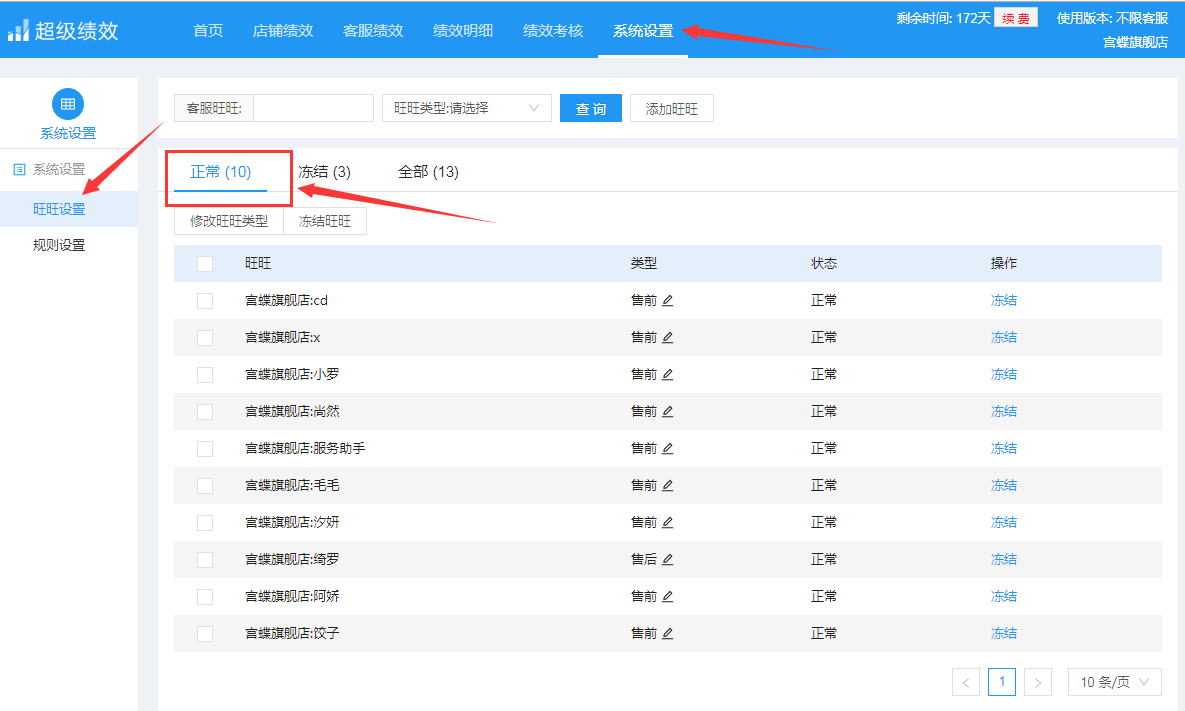 超级绩效 首页 店铺绩效 客服绩效 绩效明细 绩效考核 系统设置 剩余时间: 172天 续 费 使用版本: 不限客服
宫蝶旗舰店
系统设置
系统设置
旺旺设置
规则设置
客服旺旺: 旺旺类型:请选择 查 询 添加旺旺
正常 (10) 冻结 (3) 全部 (13)
修改旺旺类型 冻结旺旺
旺旺 类型 状态 操作
宫蝶旗舰店:cd 售前 正常 冻结
宫蝶旗舰店:x 售前 正常 冻结
宫蝶旗舰店:小罗 售前 正常 冻结
宫蝶旗舰店:尚然 售前 正常 冻结
宫蝶旗舰店:服务助手 售前 正常 冻结
宫蝶旗舰店:毛毛 售前 正常 冻结
宫蝶旗舰店:汐妍 售前 正常 冻结
宫蝶旗舰店:绮罗 售后 正常 冻结
宫蝶旗舰店:阿娇 售前 正常 冻结
宫蝶旗舰店:饺子 售前 正常 冻结
< 1 > 10 条/页